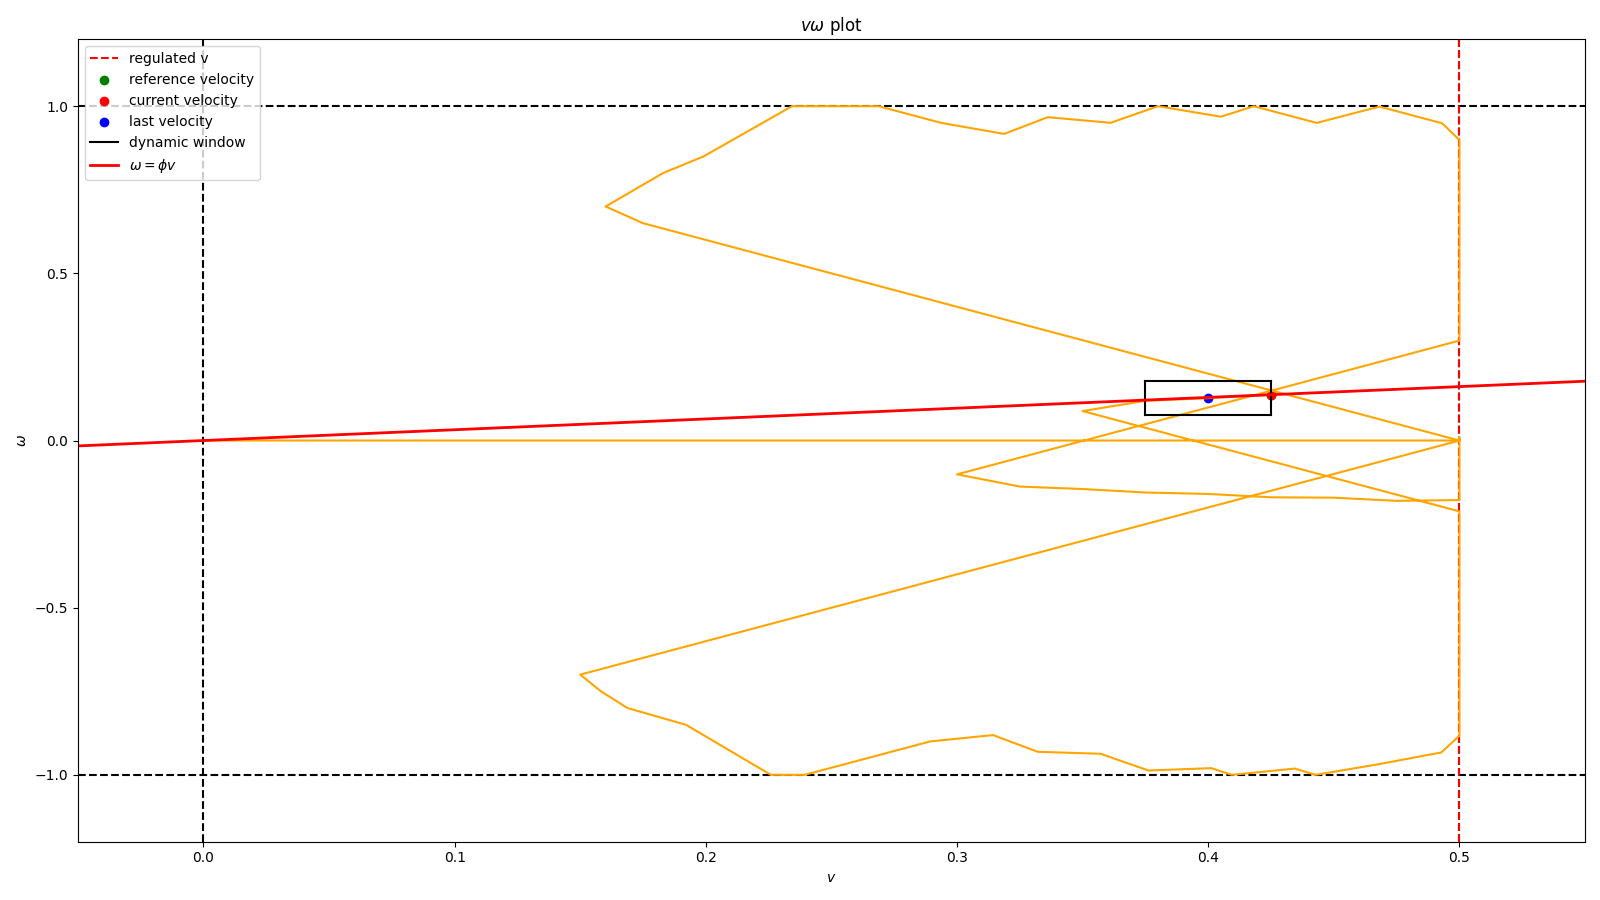 vω plot
regulated v
reference velocity
current velocity
last velocity
dynamic window
ω = ϕv
1.0
0.5
0.0
−0.5
−1.0
ω
0.0 0.1 0.2 0.3 0.4 0.5
v